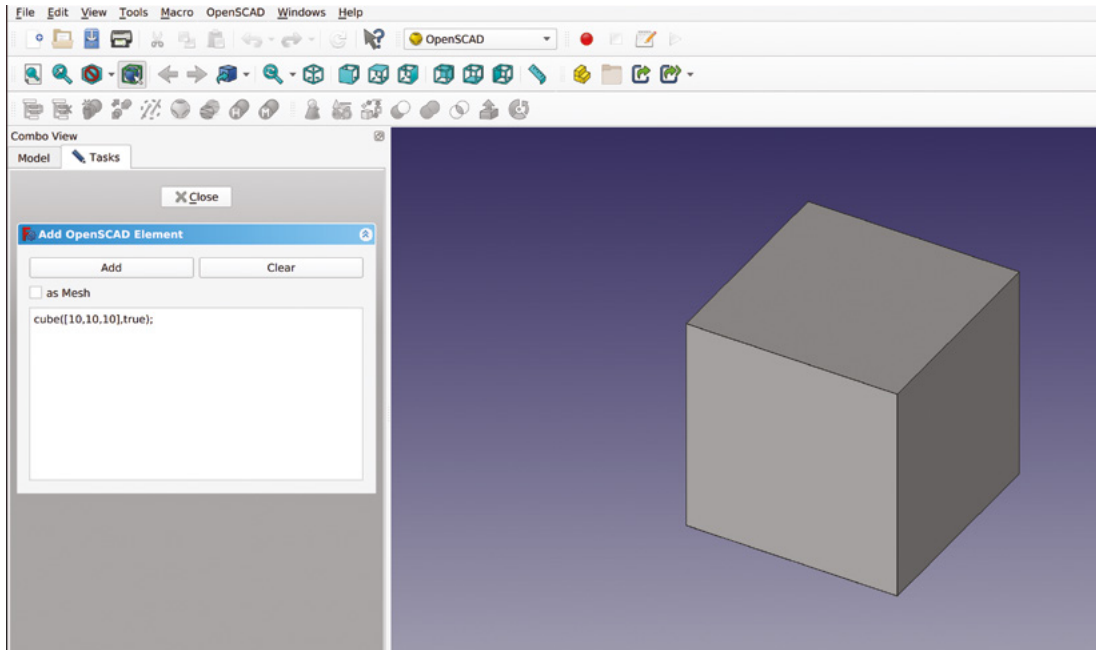 File Edit View Tools Macro OpenSCAD Windows Help
OpenSCAD
Combo View
Model Tasks
Close
Add OpenSCAD Element
Add Clear
as Mesh
cube([10,10,10],true);